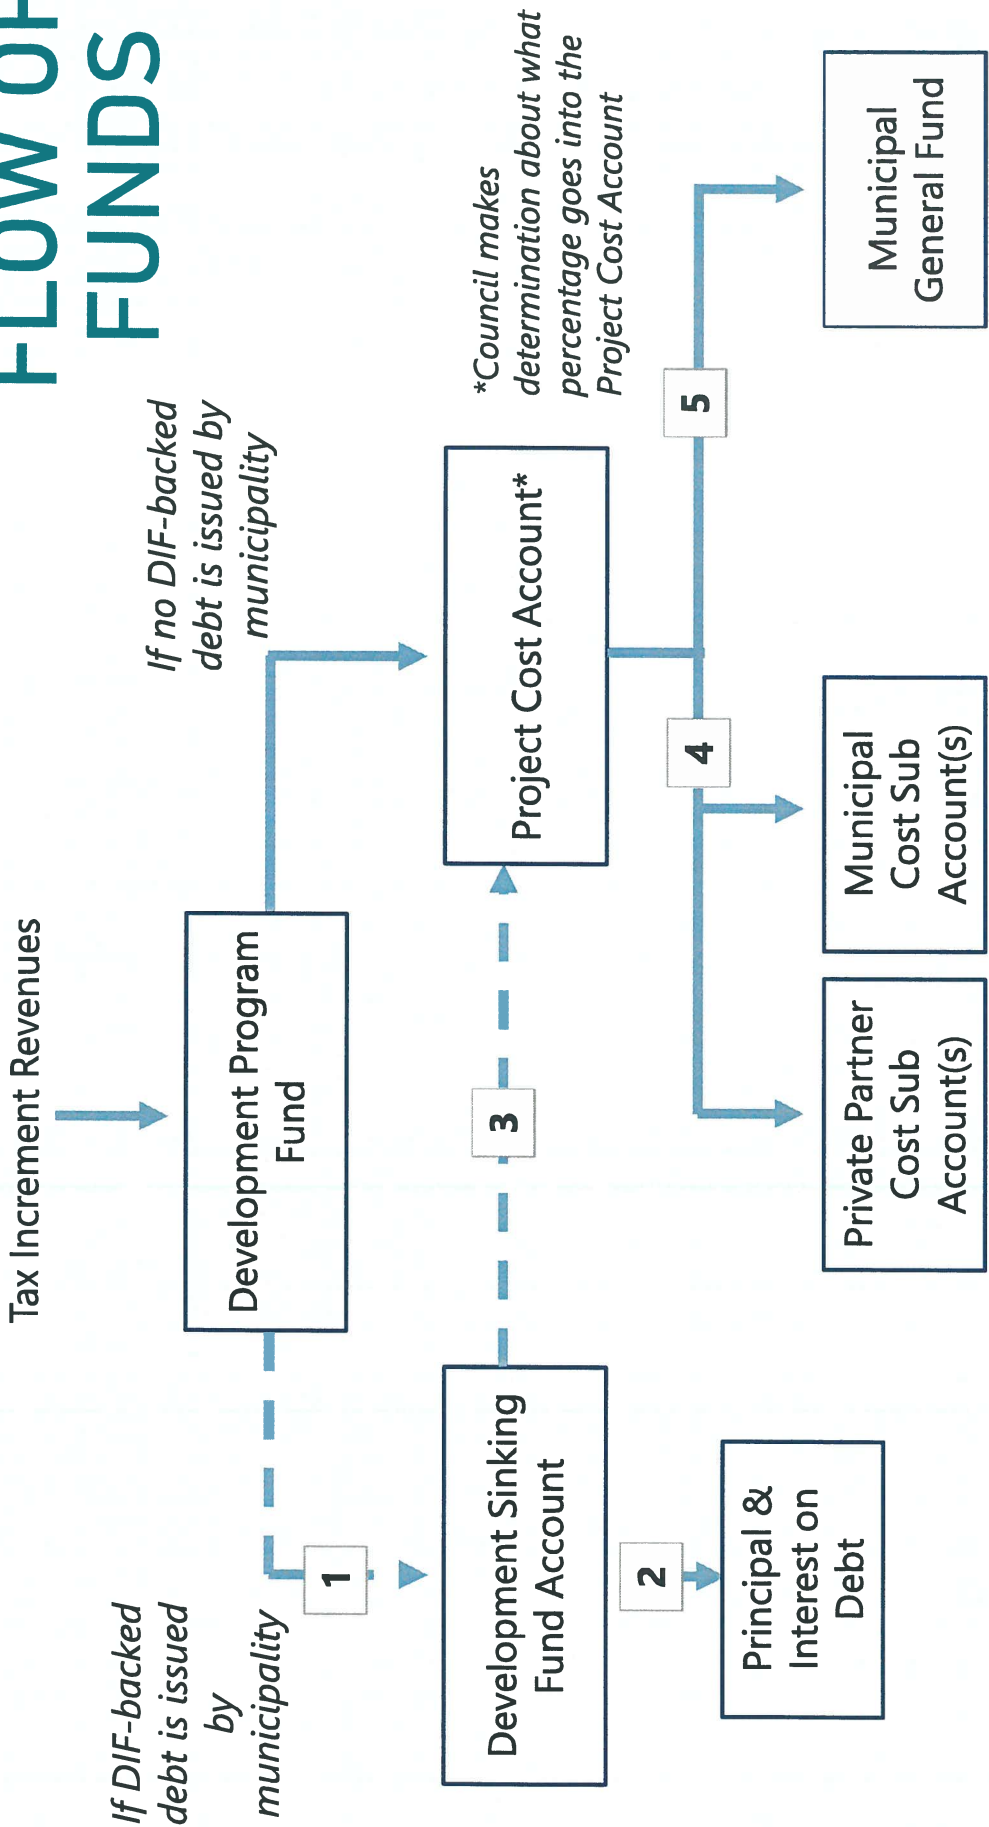 FLOW OF
FUNDS
Tax Increment Revenues
If DIF-backed
debt is issued
by
municipality
Development Program
Fund
If no DIF-backed
debt is issued by
municipality
1
Development Sinking
Fund Account
3
Project Cost Account*
*Council makes
determination about what
percentage goes into the
Project Cost Account
2
Principal &
Interest on
Debt
4
5
Private Partner
Cost Sub
Account(s)
Municipal
Cost Sub
Account(s)
Municipal
General Fund